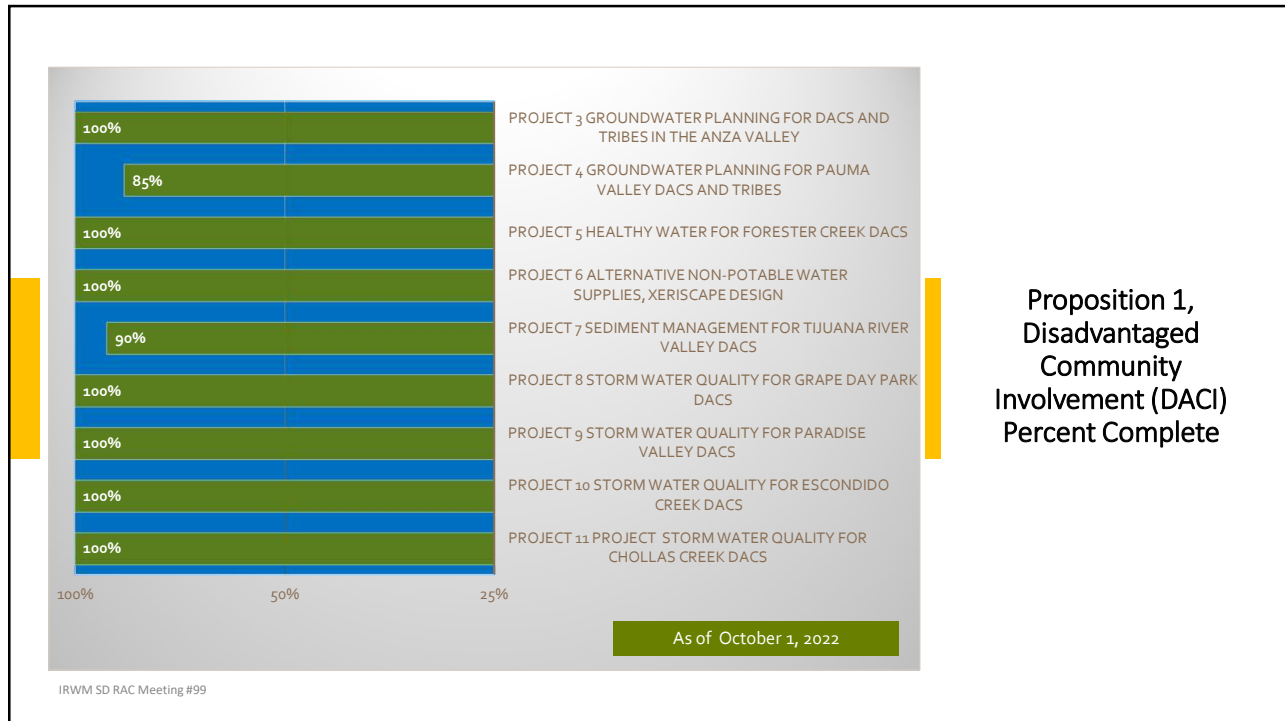 100%
PROJECT 3 GROUNDWATER PLANNING FOR DACS AND
TRIBES IN THE ANZA VALLEY
85%
PROJECT 4 GROUNDWATER PLANNING FOR PAUMA
VALLEY DACS AND TRIBES
100%
PROJECT 5 HEALTHY WATER FOR FORESTER CREEK DACS
100%
PROJECT 6 ALTERNATIVE NON-POTABLE WATER
SUPPLIES, XERISCAPE DESIGN
90%
PROJECT 7 SEDIMENT MANAGEMENT FOR TIJUANA RIVER
VALLEY DACS
100%
PROJECT 8 STORM WATER QUALITY FOR GRAPE DAY PARK
DACS
100%
PROJECT 9 STORM WATER QUALITY FOR PARADISE
VALLEY DACS
100%
PROJECT 10 STORM WATER QUALITY FOR ESCONDIDO
CREEK DACS
100%
PROJECT 11 PROJECT STORM WATER QUALITY FOR
CHOLLAS CREEK DACS
100% 50% 25%
As of October 1, 2022
Proposition 1,
Disadvantaged
Community
Involvement (DACI)
Percent Complete
IRWM SD RAC Meeting #99